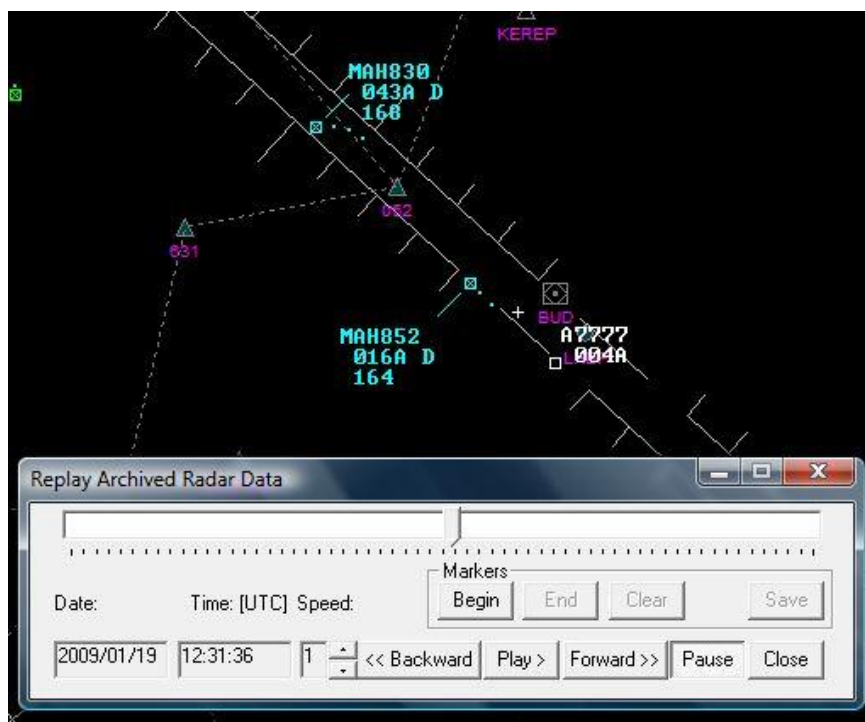 KEREP
MAH830
043A D
168
052
631
BUD
A7777
004A
MAH852
016A D
164
Replay Archived Radar Data
Markers
Date:
Time: [UTC] Speed:
Begin
End
Clear
Save
2009/01/19
12:31:36
1
<< Backward
Play >
Forward >>
Pause
Close